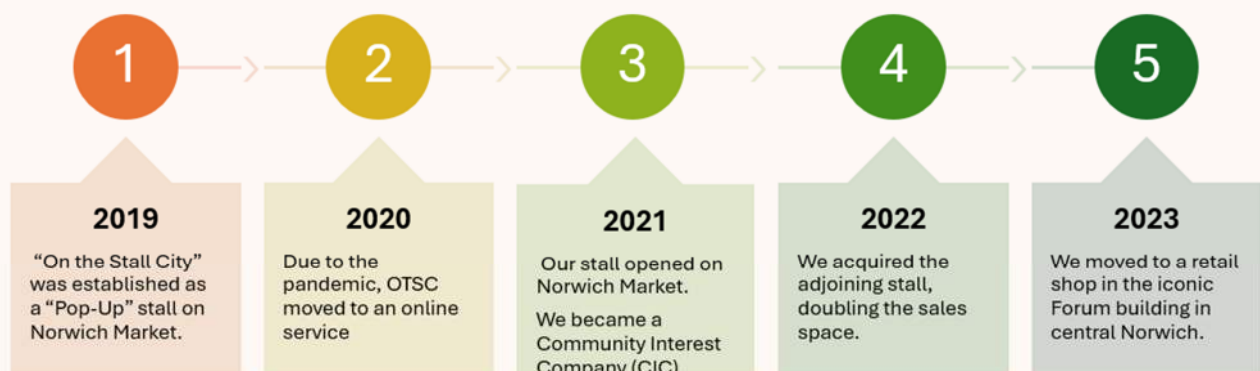 1
2
3
4
5
2019
“On the Stall City”
was established as
a “Pop-Up” stall on
Norwich Market.
2020
Due to the
pandemic, OTSC
moved to an online
service
2021
Our stall opened on
Norwich Market.
We became a
Community Interest
Company (CIC)
2022
We acquired the
adjoining stall,
doubling the sales
space.
2023
We moved to a retail
shop in the iconic
Forum building in
central Norwich.